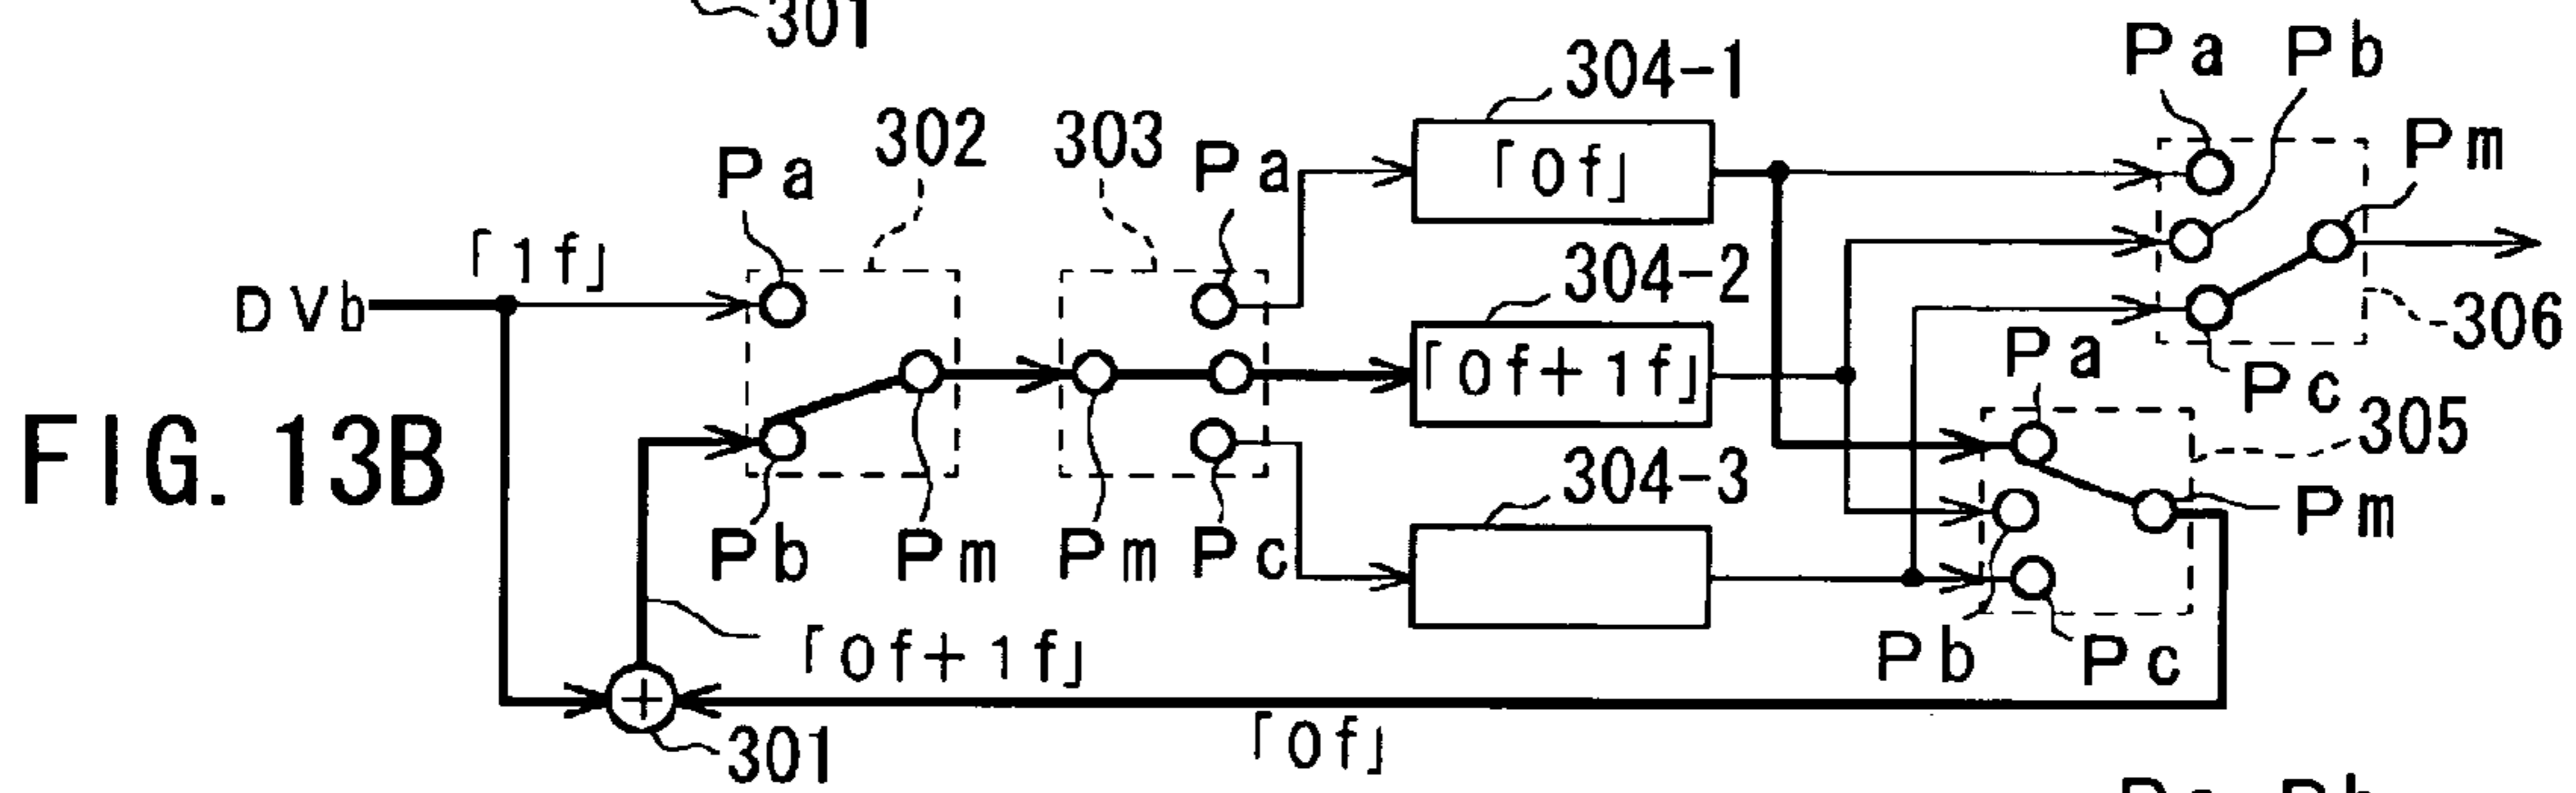 301
304-1
Pa
Pb
302
303
Pa
Pa
「0f」
Pm
「1f」
304-2
DVb
306
「0f+1f」
Pa
Pc
305
FIG. 13B
304-3
Pb
Pm
Pm
Pc
Pm
「0f+1f」
Pb
Pc
301
「0f」